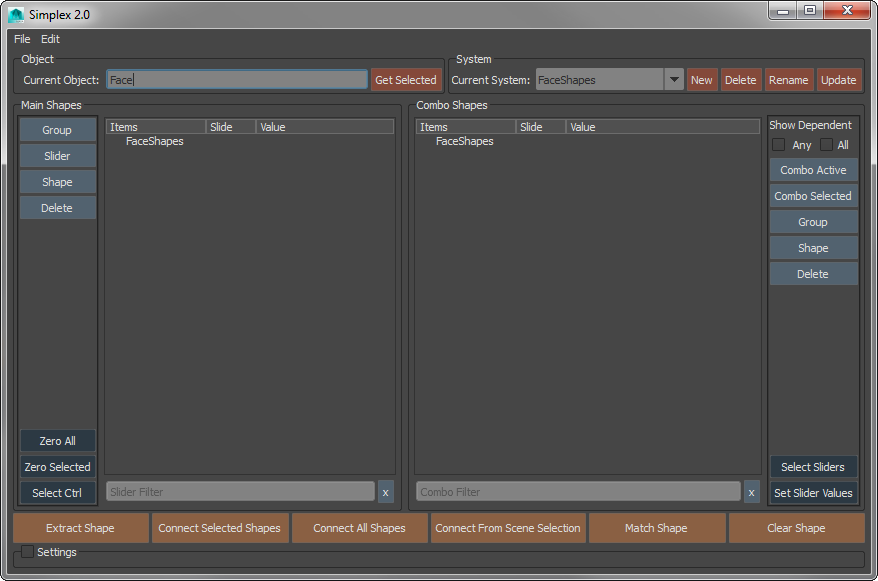 Simplex 2.0
File Edit
Object
Current Object: Face Get Selected
System
Current System: FaceShapes New Delete Rename Update
Main Shapes
Group
Slider
Shape
Delete
Items Slide Value
FaceShapes
Zero All
Zero Selected
Select Ctrl
Slider Filter x
Combo Shapes
Items Slide Value
FaceShapes
Combo Filter x
Show Dependent
Any All
Combo Active
Combo Selected
Group
Shape
Delete
Select Sliders
Set Slider Values
Extract Shape Connect Selected Shapes Connect All Shapes Connect From Scene Selection Match Shape Clear Shape
Settings